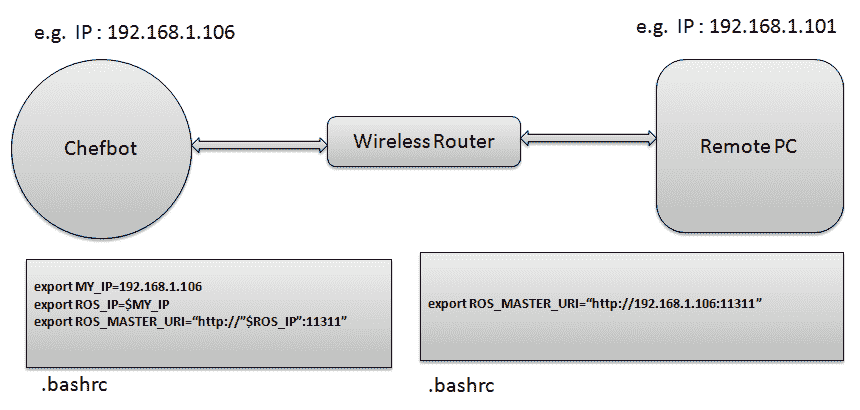 e.g. IP : 192.168.1.106
e.g. IP : 192.168.1.101
Chefbot
Wireless Router
Remote PC
export MY_IP=192.168.1.106
export ROS_IP=$MY_IP
export ROS_MASTER_URI=“http://”$ROS_IP”:11311”
export ROS_MASTER_URI=“http://192.168.1.106:11311”
.bashrc
.bashrc